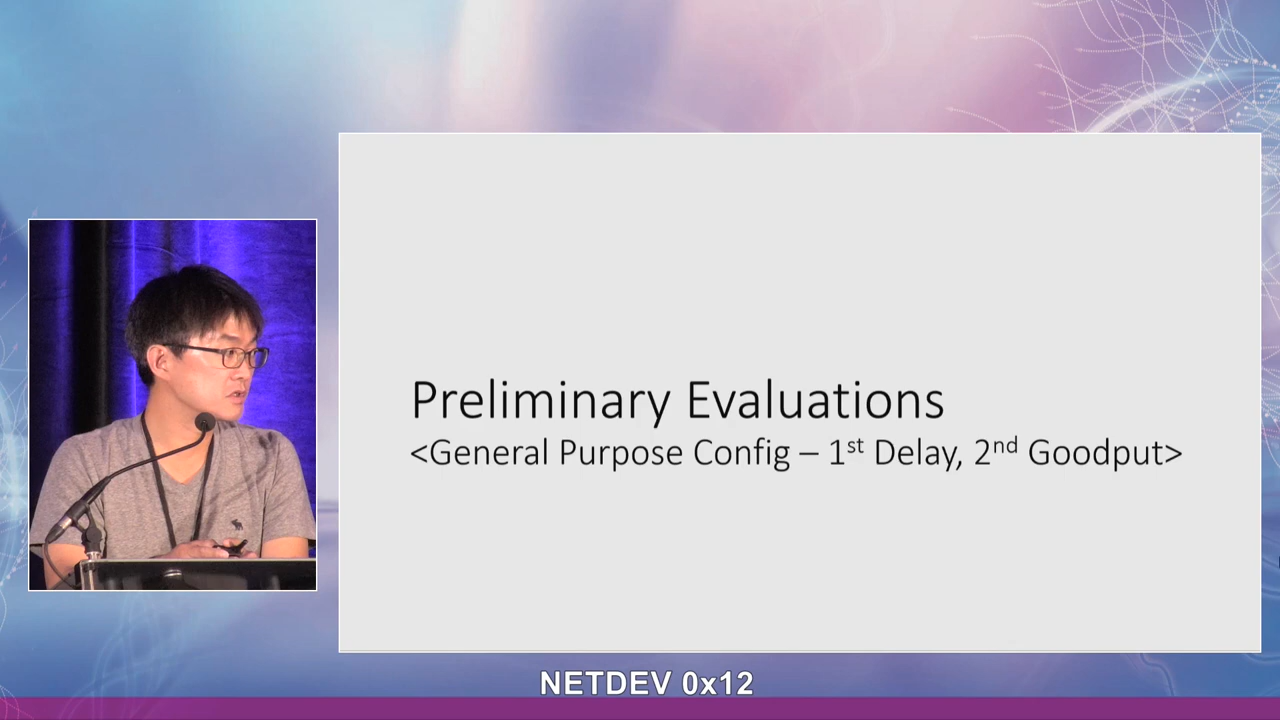 Preliminary Evaluations
<General Purpose Config – 1st Delay, 2nd Goodput>
NETDEV 0x12